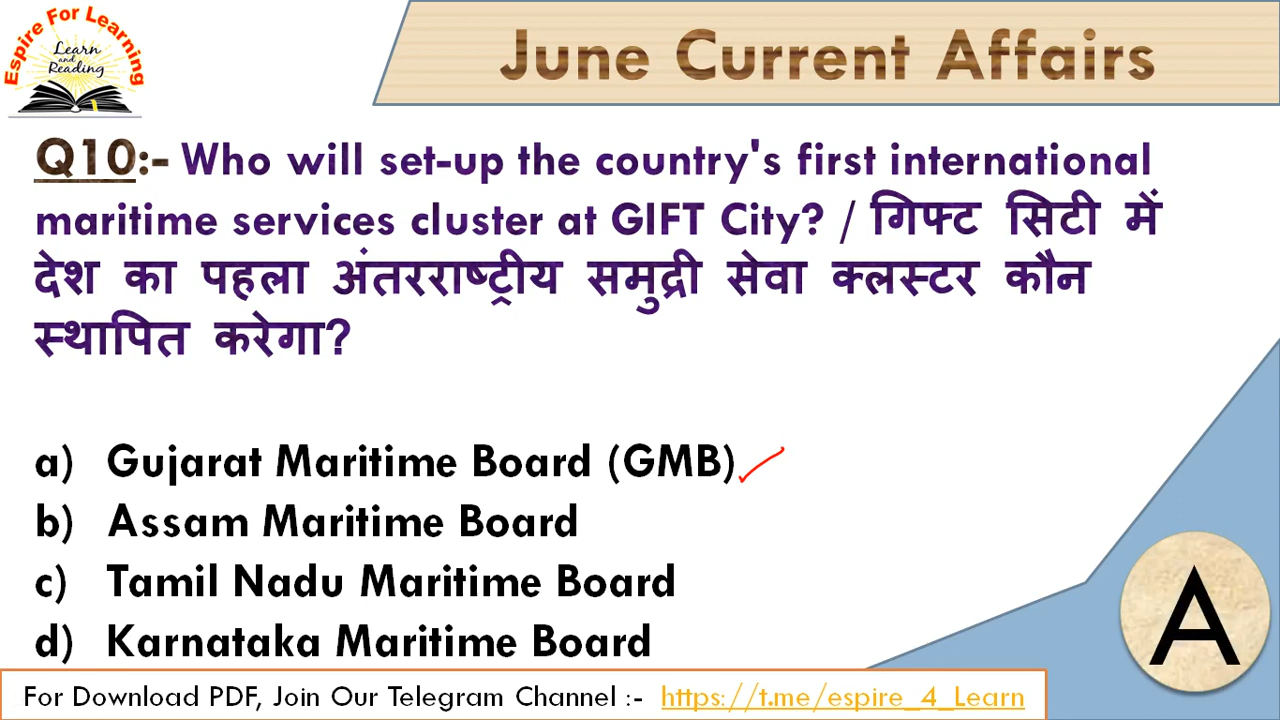 Espire For Learning
Learn
and
Reading
June Current Affairs
Q10:- Who will set-up the country's first international
maritime services cluster at GIFT City? / गिफ्ट सिटी में
देश का पहला अंतरराष्ट्रीय समुद्री सेवा क्लस्टर कौन
स्थापित करेगा?
a) Gujarat Maritime Board (GMB)
b) Assam Maritime Board
c) Tamil Nadu Maritime Board
d) Karnataka Maritime Board
A
For Download PDF, Join Our Telegram Channel :- https://t.me/espire_4_Learn